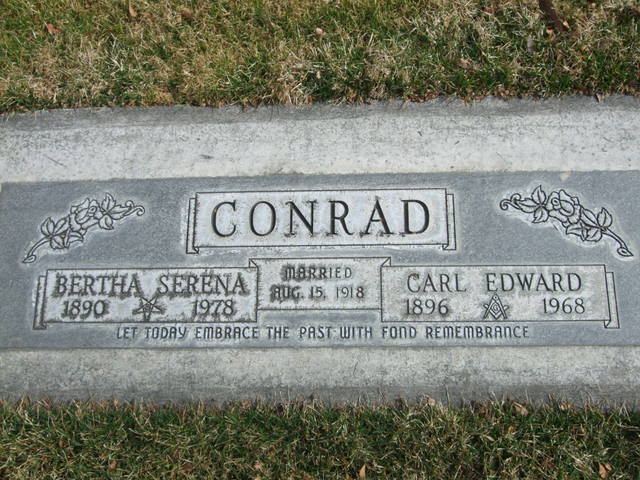 CONRAD
MARRIED
AUG. 15, 1918
BERTHA SERENA
1890 1978
CARL EDWARD
1896 1968
LET TODAY EMBRACE THE PAST WITH FOND REMEMBRANCE